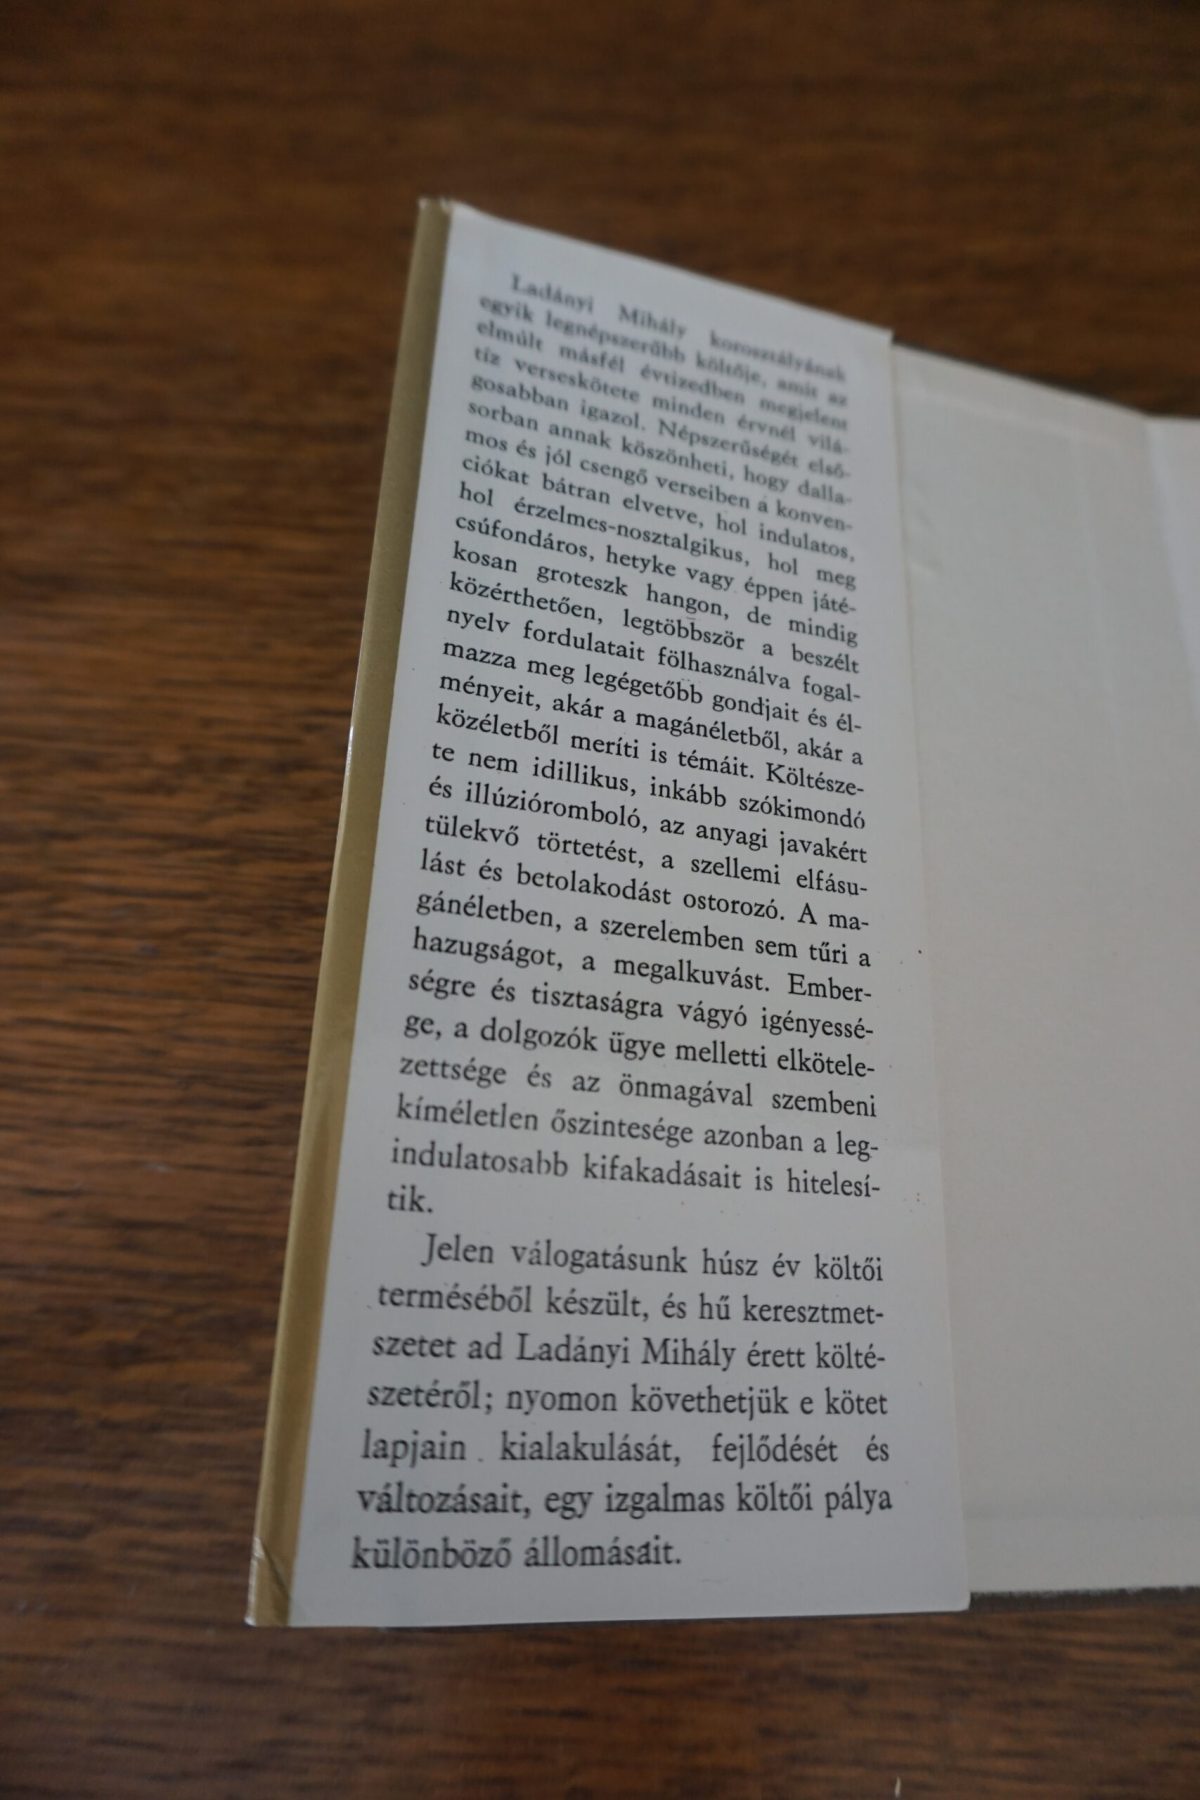 Ladányi Mihály korosztályának
egyik legnépszerűbb költője, amit az
elmúlt másfél évtizedben megjelent
tíz verseskötete minden érvnél vilá-
gosabban igazol. Népszerűségét első-
sorban annak köszönheti, hogy dalla-
mos és jól csengő verseiben a konven-
ciókat bátran elvetve, hol indulatos,
hol érzelmes-nosztalgikus, hol meg
csúfondáros, hetyke vagy éppen játé-
kosan groteszk hangon, de mindig
közérthetően, legtöbbször a beszélt
nyelv fordulatait fölhasználva fogal-
mazza meg legégetőbb gondjait és él-
ményeit, akár a magánéletből, akár a
közéletből meríti is témáit. Költésze-
te nem idillikus, inkább szókimondó
és illúzióromboló, az anyagi javakért
tülekvő törtetést, a szellemi elfásu-
lást és betolakodást ostorozó. A ma-
gánéletben, a szerelemben sem tűri a
hazugságot, a megalkuvást. Ember-
ségre és tisztaságra vágyó igényessé-
ge, a dolgozók ügye melletti elkötele-
zettsége és az önmagával szembeni
kíméletlen őszintesége azonban a leg-
indulatosabb kifakadásait is hitelesí-
tik.
Jelen válogatásunk húsz év költői
terméséből készült, és hű keresztmet-
szetet ad Ladányi Mihály érett költé-
szetéről; nyomon követhetjük e kötet
lapjain kialakulását, fejlődését és
változásait, egy izgalmas költői pálya
különböző állomásait.